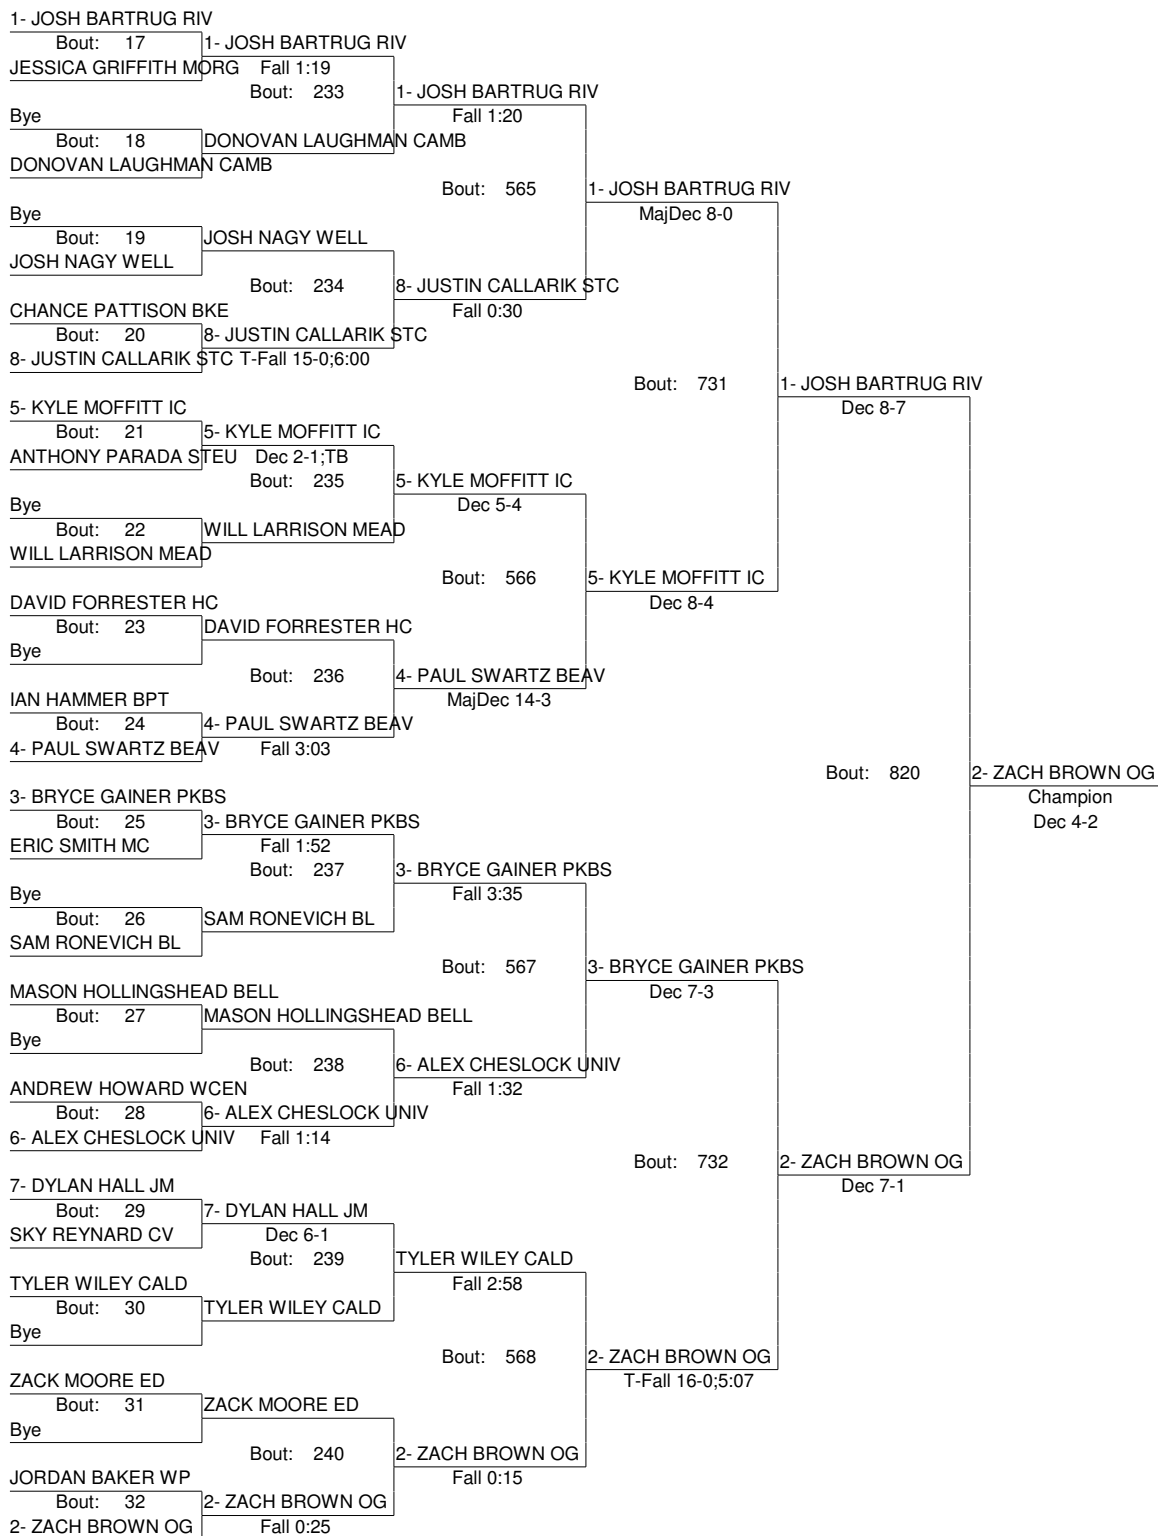 1- JOSH BARTRUG RIV
Bout: 17
1- JOSH BARTRUG RIV
JESSICA GRIFFITH MORG
Fall 1:19
Bout: 233
1- JOSH BARTRUG RIV
Bye
Fall 1:20
Bout: 18
DONOVAN LAUGHMAN CAMB
DONOVAN LAUGHMAN CAMB
Bout: 565
1- JOSH BARTRUG RIV
Bye
MajDec 8-0
Bout: 19
JOSH NAGY WELL
JOSH NAGY WELL
Bout: 234
8- JUSTIN CALLARIK STC
CHANCE PATTISON BKE
Fall 0:30
Bout: 20
8- JUSTIN CALLARIK STC
8- JUSTIN CALLARIK STC
T-Fall 15-0;6:00
Bout: 731
1- JOSH BARTRUG RIV
5- KYLE MOFFITT IC
Dec 8-7
Bout: 21
5- KYLE MOFFITT IC
ANTHONY PARADA STEU
Dec 2-1;TB
Bout: 235
5- KYLE MOFFITT IC
Bye
Dec 5-4
Bout: 22
WILL LARRISON MEAD
WILL LARRISON MEAD
Bout: 566
5- KYLE MOFFITT IC
DAVID FORRESTER HC
Dec 8-4
Bout: 23
DAVID FORRESTER HC
Bye
Bout: 236
4- PAUL SWARTZ BEAV
IAN HAMMER BPT
MajDec 14-3
Bout: 24
4- PAUL SWARTZ BEAV
4- PAUL SWARTZ BEAV
Fall 3:03
Bout: 820
2- ZACH BROWN OG
3- BRYCE GAINER PKBS
Champion
Bout: 25
3- BRYCE GAINER PKBS
Dec 4-2
ERIC SMITH MC
Fall 1:52
Bout: 237
3- BRYCE GAINER PKBS
Bye
Fall 3:35
Bout: 26
SAM RONEVICH BL
SAM RONEVICH BL
Bout: 567
3- BRYCE GAINER PKBS
MASON HOLLINGSHEAD BELL
Dec 7-3
Bout: 27
MASON HOLLINGSHEAD BELL
Bye
Bout: 238
6- ALEX CHESLOCK UNIV
ANDREW HOWARD WCEN
Fall 1:32
Bout: 28
6- ALEX CHESLOCK UNIV
6- ALEX CHESLOCK UNIV
Fall 1:14
Bout: 732
2- ZACH BROWN OG
7- DYLAN HALL JM
Dec 7-1
Bout: 29
7- DYLAN HALL JM
SKY REYNARD CV
Dec 6-1
Bout: 239
TYLER WILEY CALD
TYLER WILEY CALD
Fall 2:58
Bout: 30
TYLER WILEY CALD
Bye
Bout: 568
2- ZACH BROWN OG
ZACK MOORE ED
T-Fall 16-0;5:07
Bout: 31
ZACK MOORE ED
Bye
Bout: 240
2- ZACH BROWN OG
JORDAN BAKER WP
Fall 0:15
Bout: 32
2- ZACH BROWN OG
2- ZACH BROWN OG
Fall 0:25